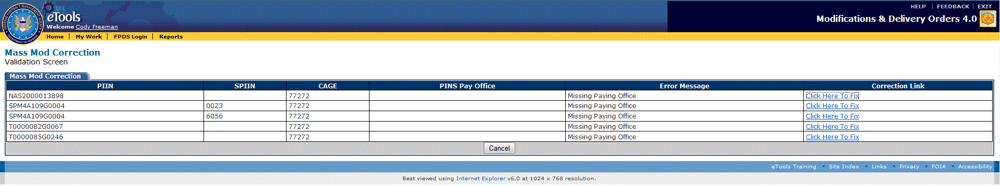 HELP | FEEDBACK | EXIT
eTools
Welcome Cody Freeman
Modifications & Delivery Orders 4.0
Home | My Work | FPDS Login | Reports
Mass Mod Correction
Validation Screen
Mass Mod Correction
PIIN SPIIN CAGE PINS Pay Office Error Message Correction Link
NAS2000013898 77272 Missing Paying Office Click Here To Fix
SPM4A109G0004 00Z3 77272 Missing Paying Office Click Here To Fix
SPM4A109G0004 6056 77272 Missing Paying Office Click Here To Fix
T0000082G0067 77272 Missing Paying Office Click Here To Fix
T0000085G0246 77272 Missing Paying Office Click Here To Fix
Cancel
eTools Training • Site Index • Links • Privacy • FOIA • Accessibility
Best viewed using Internet Explorer v6.0 at 1024 x 768 resolution.